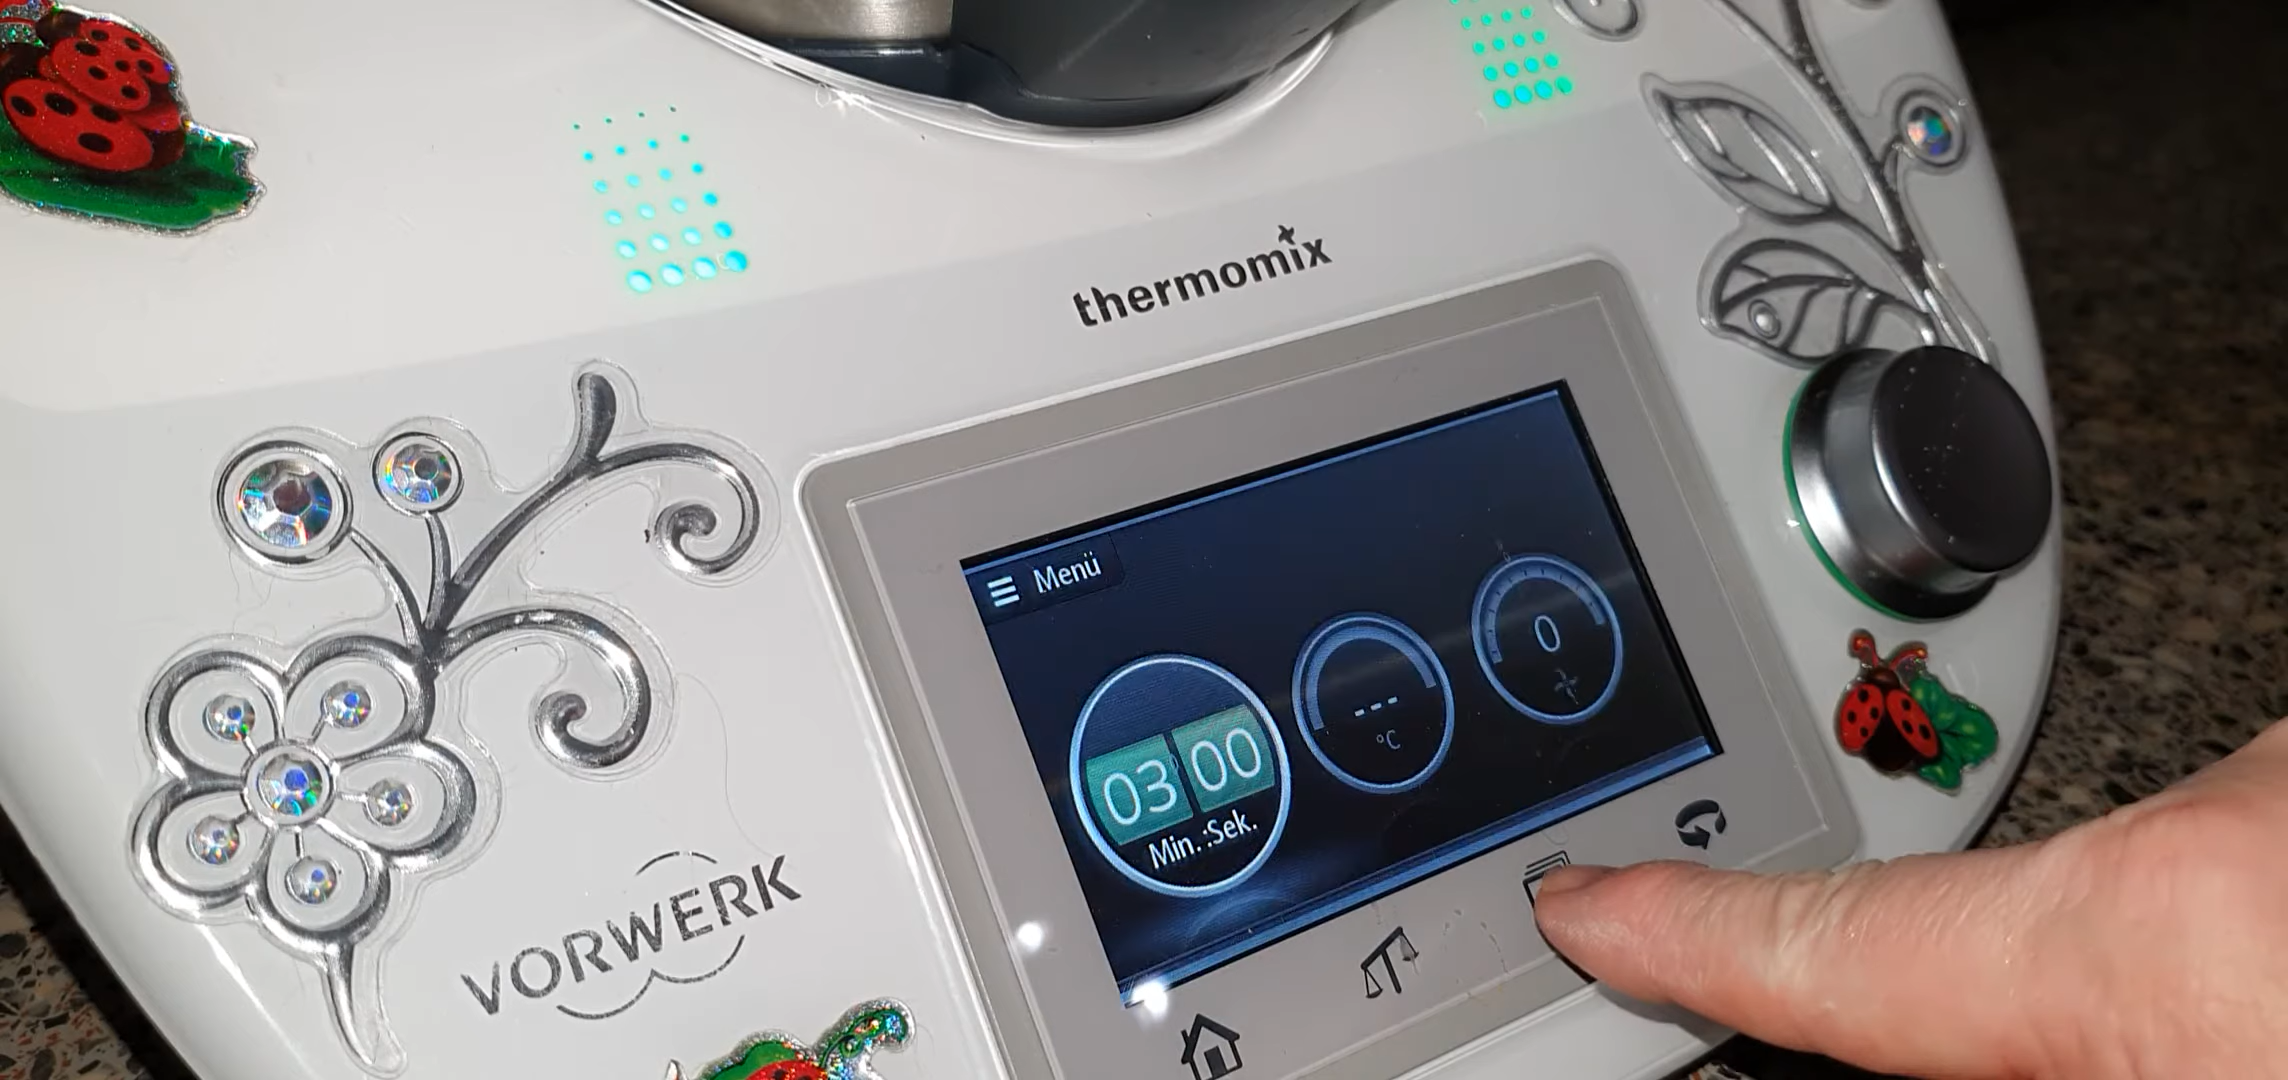 thermomix
Menü
03 00
Min.:Sek.
---
°C
0
VORWERK